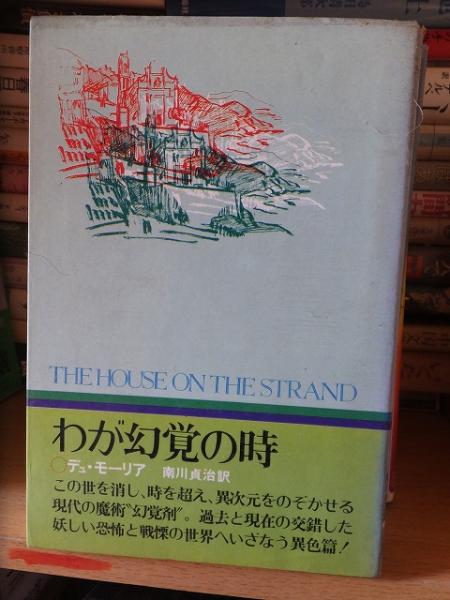 THE HOUSE ON THE STRAND
わが幻覚の時
デュ・モーリア 南川貞治訳
この世を消し、時を超え、異次元をのぞかせる
現代の魔術〝幻覚剤〟。過去と現在の交錯した
妖しい恐怖と戦慄の世界へいざなう異色篇！